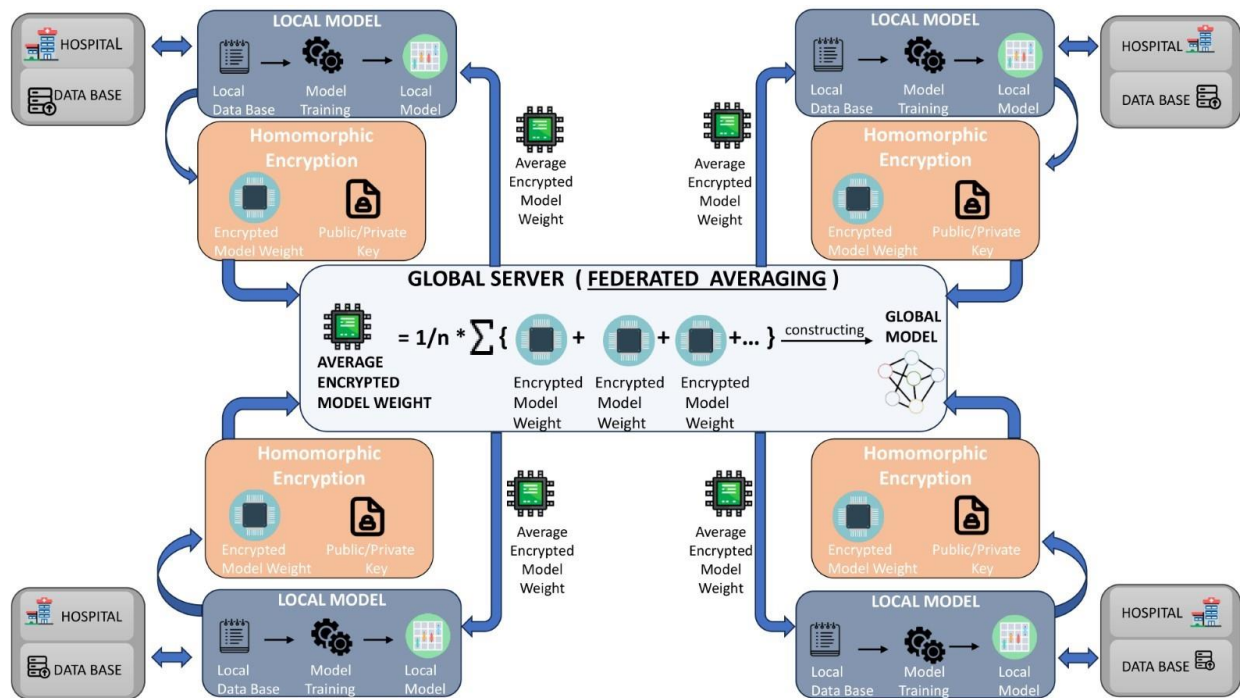 HOSPITAL
DATA BASE
LOCAL MODEL
Local
Data Base
Model
Training
Local
Model
Homomorphic
Encryption
Encrypted
Model Weight
Public/Private
Key
Average
Encrypted
Model
Weight
Average
Encrypted
Model
Weight
LOCAL MODEL
Local
Data Base
Model
Training
Local
Model
HOSPITAL
DATA BASE
Homomorphic
Encryption
Encrypted
Model Weight
Public/Private
Key
GLOBAL SERVER ( FEDERATED AVERAGING )
= 1/n * ∑ { + + +... }
AVERAGE
ENCRYPTED
MODEL WEIGHT
Encrypted
Model
Weight
Encrypted
Model
Weight
Encrypted
Model
Weight
constructing
GLOBAL
MODEL
Homomorphic
Encryption
Encrypted
Model Weight
Public/Private
Key
Average
Encrypted
Model
Weight
Average
Encrypted
Model
Weight
Homomorphic
Encryption
Encrypted
Model Weight
Public/Private
Key
HOSPITAL
DATA BASE
LOCAL MODEL
Local
Data Base
Model
Training
Local
Model
LOCAL MODEL
Local
Data Base
Model
Training
Local
Model
HOSPITAL
DATA BASE